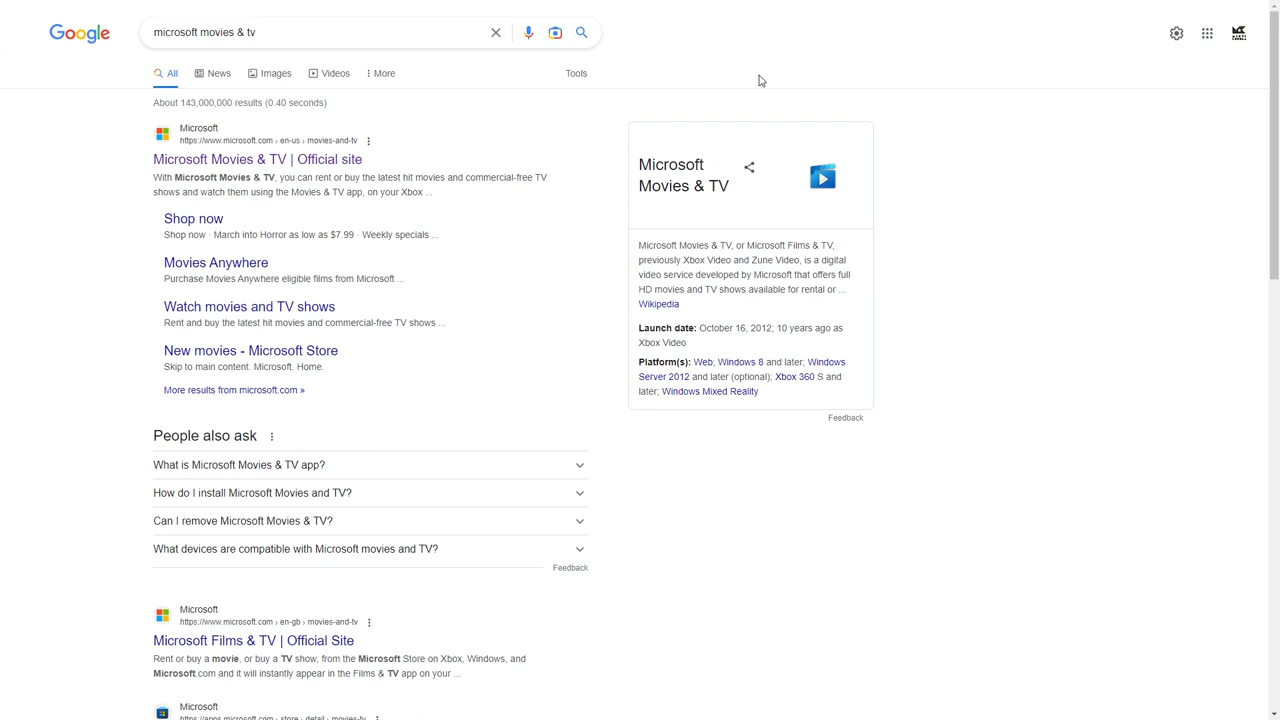 Google
microsoft movies & tv
All
News
Images
Videos
More
Tools
About 143,000,000 results (0.40 seconds)
Microsoft
https://www.microsoft.com › en-us › movies-and-tv
Microsoft Movies & TV | Official site
With Microsoft Movies & TV, you can rent or buy the latest hit movies and commercial-free TV
shows and watch them using the Movies & TV app, on your Xbox ...
Shop now
Shop now · March into Horror as low as $7.99 · Weekly specials ...
Movies Anywhere
Purchase Movies Anywhere eligible films from Microsoft ...
Watch movies and TV shows
Rent and buy the latest hit movies and commercial-free TV shows ...
New movies - Microsoft Store
Skip to main content. Microsoft. Home.
More results from microsoft.com »
People also ask
What is Microsoft Movies & TV app?
How do I install Microsoft Movies and TV?
Can I remove Microsoft Movies & TV?
What devices are compatible with Microsoft movies and TV?
Feedback
Microsoft
https://www.microsoft.com › en-gb › movies-and-tv
Microsoft Films & TV | Official Site
Rent or buy a movie, or buy a TV show, from the Microsoft Store on Xbox, Windows, and
Microsoft.com and it will instantly appear in the Films & TV app on your ...
Microsoft
https://apps.microsoft.com › store › detail › movies-tv
Microsoft
Movies & TV
Microsoft Movies & TV, or Microsoft Films & TV,
previously Xbox Video and Zune Video, is a digital
video service developed by Microsoft that offers full
HD movies and TV shows available for rental or ...
Wikipedia
Launch date: October 16, 2012; 10 years ago as
Xbox Video
Platform(s): Web; Windows 8 and later; Windows
Server 2012 and later (optional); Xbox 360 S and
later; Windows Mixed Reality
Feedback